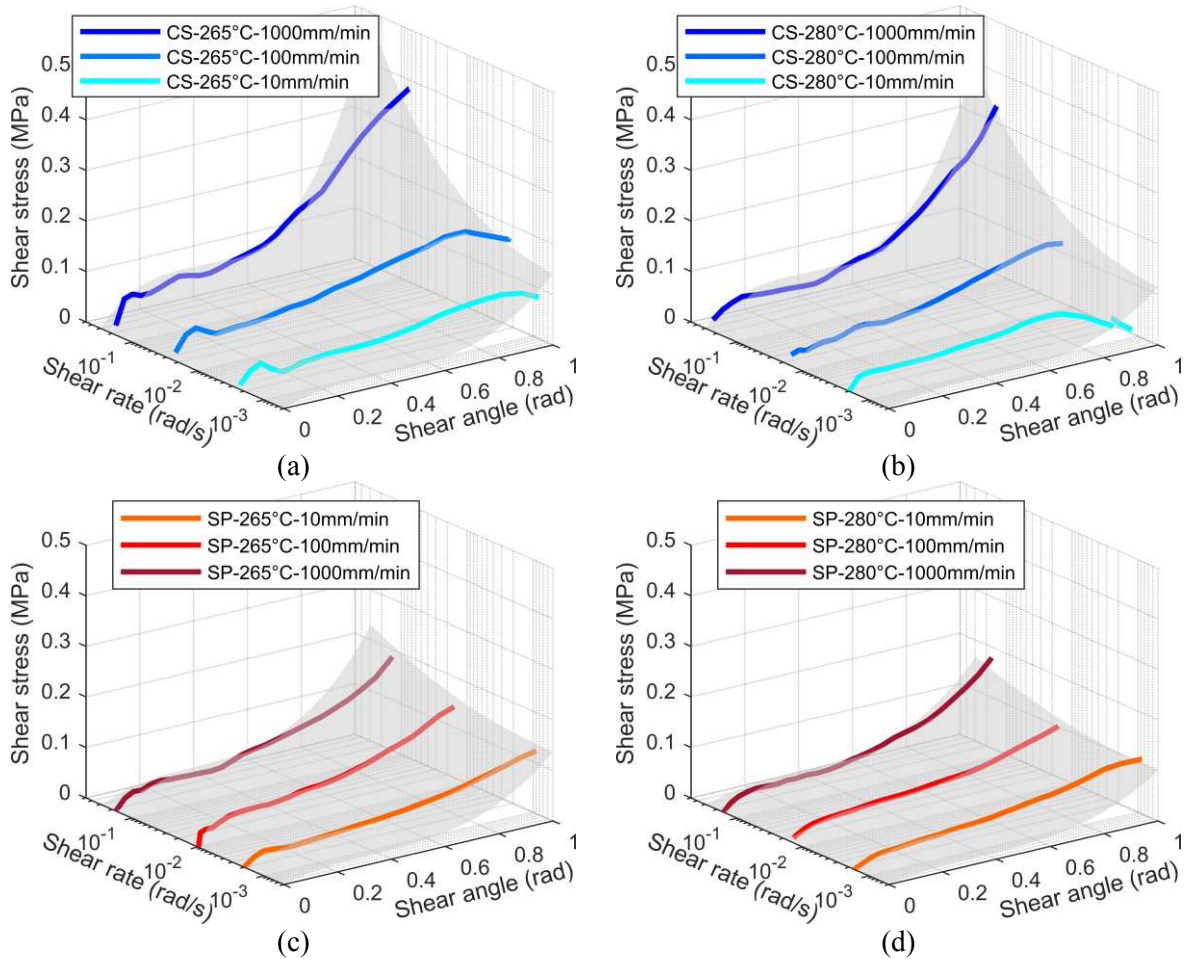 CS-265°C-1000mm/min
CS-265°C-100mm/min
CS-265°C-10mm/min
0.5
0.4
0.3
0.2
0.1
0
Shear stress (MPa)
10⁻¹
10⁻²
10⁻³
Shear rate (rad/s)
0
0.2
0.4
0.6
0.8
1
Shear angle (rad)
(a)
CS-280°C-1000mm/min
CS-280°C-100mm/min
CS-280°C-10mm/min
0.5
0.4
0.3
0.2
0.1
0
Shear stress (MPa)
10⁻¹
10⁻²
10⁻³
Shear rate (rad/s)
0
0.2
0.4
0.6
0.8
1
Shear angle (rad)
(b)
SP-265°C-10mm/min
SP-265°C-100mm/min
SP-265°C-1000mm/min
0.5
0.4
0.3
0.2
0.1
0
Shear stress (MPa)
10⁻¹
10⁻²
10⁻³
Shear rate (rad/s)
0
0.2
0.4
0.6
0.8
1
Shear angle (rad)
(c)
SP-280°C-10mm/min
SP-280°C-100mm/min
SP-280°C-1000mm/min
0.5
0.4
0.3
0.2
0.1
0
Shear stress (MPa)
10⁻¹
10⁻²
10⁻³
Shear rate (rad/s)
0
0.2
0.4
0.6
0.8
1
Shear angle (rad)
(d)